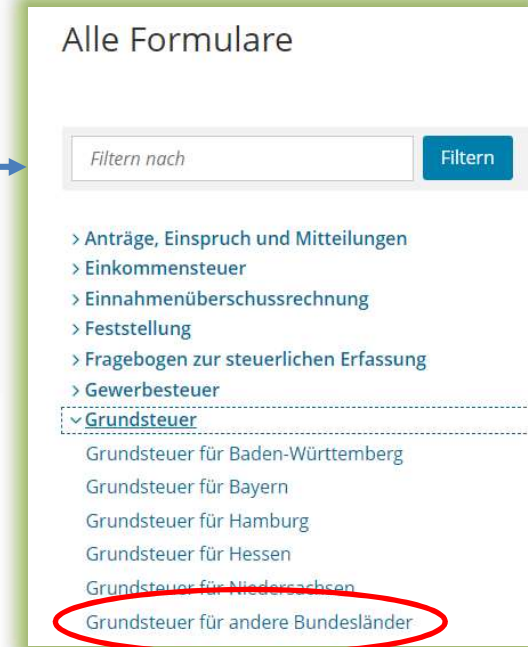 Alle Formulare
Filtern nach Filtern
> Anträge, Einspruch und Mitteilungen
> Einkommensteuer
> Einnahmenüberschussrechnung
> Feststellung
> Fragebogen zur steuerlichen Erfassung
> Gewerbesteuer
Grundsteuer
Grundsteuer für Baden-Württemberg
Grundsteuer für Bayern
Grundsteuer für Hamburg
Grundsteuer für Hessen
Grundsteuer für Niedersachsen
Grundsteuer für andere Bundesländer